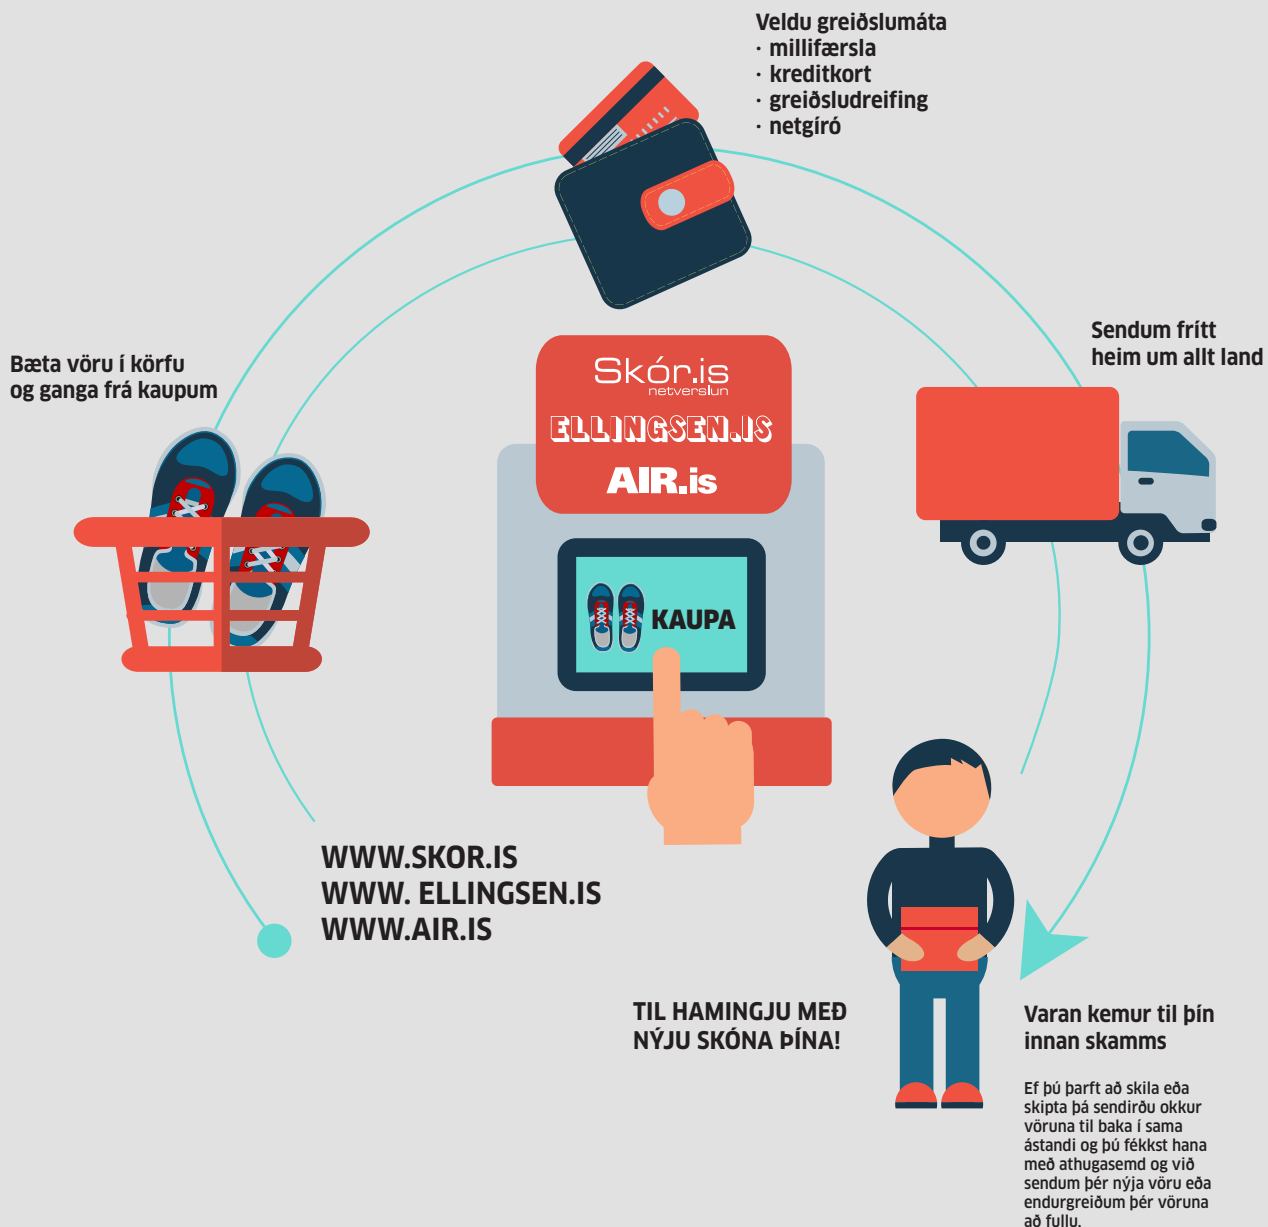 Veldu greiðslumáta
· millifærsla
· kreditkort
· greiðsludreifing
· netgíró
Sendum frítt
heim um allt land
Bæta vöru í körfu
og ganga frá kaupum
Skór.is
netverslun
ELLINGSEN.IS
AIR.is
KAUPA
WWW.SKOR.IS
WWW. ELLINGSEN.IS
WWW.AIR.IS
TIL HAMINGJU MEÐ
NÝJU SKÓNA ÞÍNA!
Varan kemur til þín
innan skamms
Ef þú þarft að skila eða
skipta þá sendirðu okkur
vöruna til baka í sama
ástandi og þú fékkst hana
með athugasemd og við
sendum þér nýja vöru eða
endurgreiðum þér vöruna
að fullu.